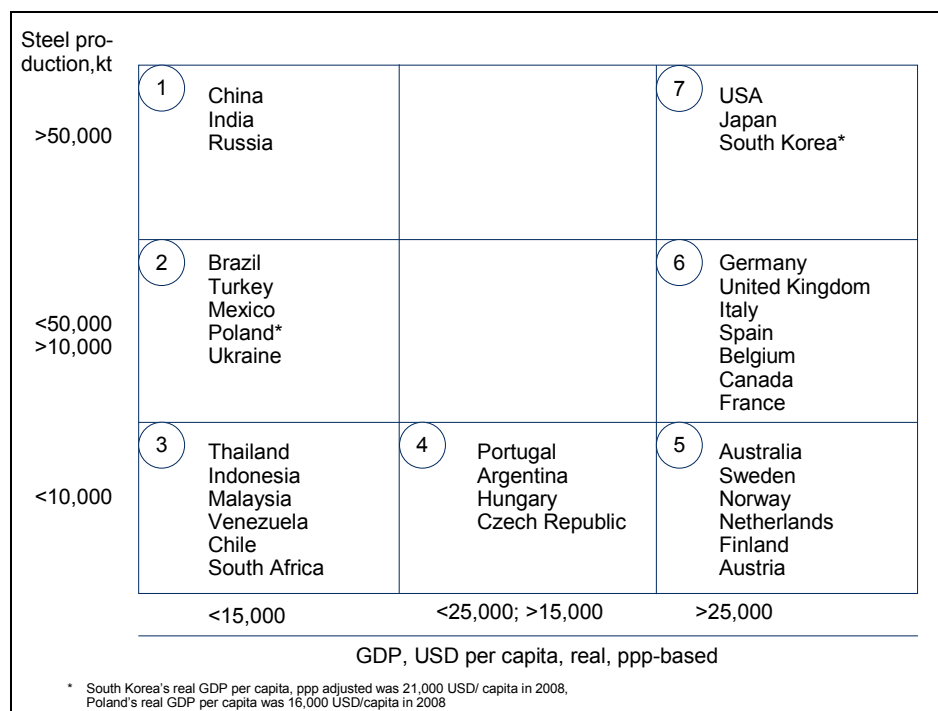 Steel pro-
duction,kt
1
China
India
Russia
7
USA
Japan
South Korea*
>50,000
2
Brazil
Turkey
Mexico
Poland*
Ukraine
6
Germany
United Kingdom
Italy
Spain
Belgium
Canada
France
<50,000
>10,000
3
Thailand
Indonesia
Malaysia
Venezuela
Chile
South Africa
4
Portugal
Argentina
Hungary
Czech Republic
5
Australia
Sweden
Norway
Netherlands
Finland
Austria
<10,000
<15,000
<25,000; >15,000
>25,000
GDP, USD per capita, real, ppp-based
* South Korea's real GDP per capita, ppp adjusted was 21,000 USD/ capita in 2008,
Poland's real GDP per capita was 16,000 USD/capita in 2008